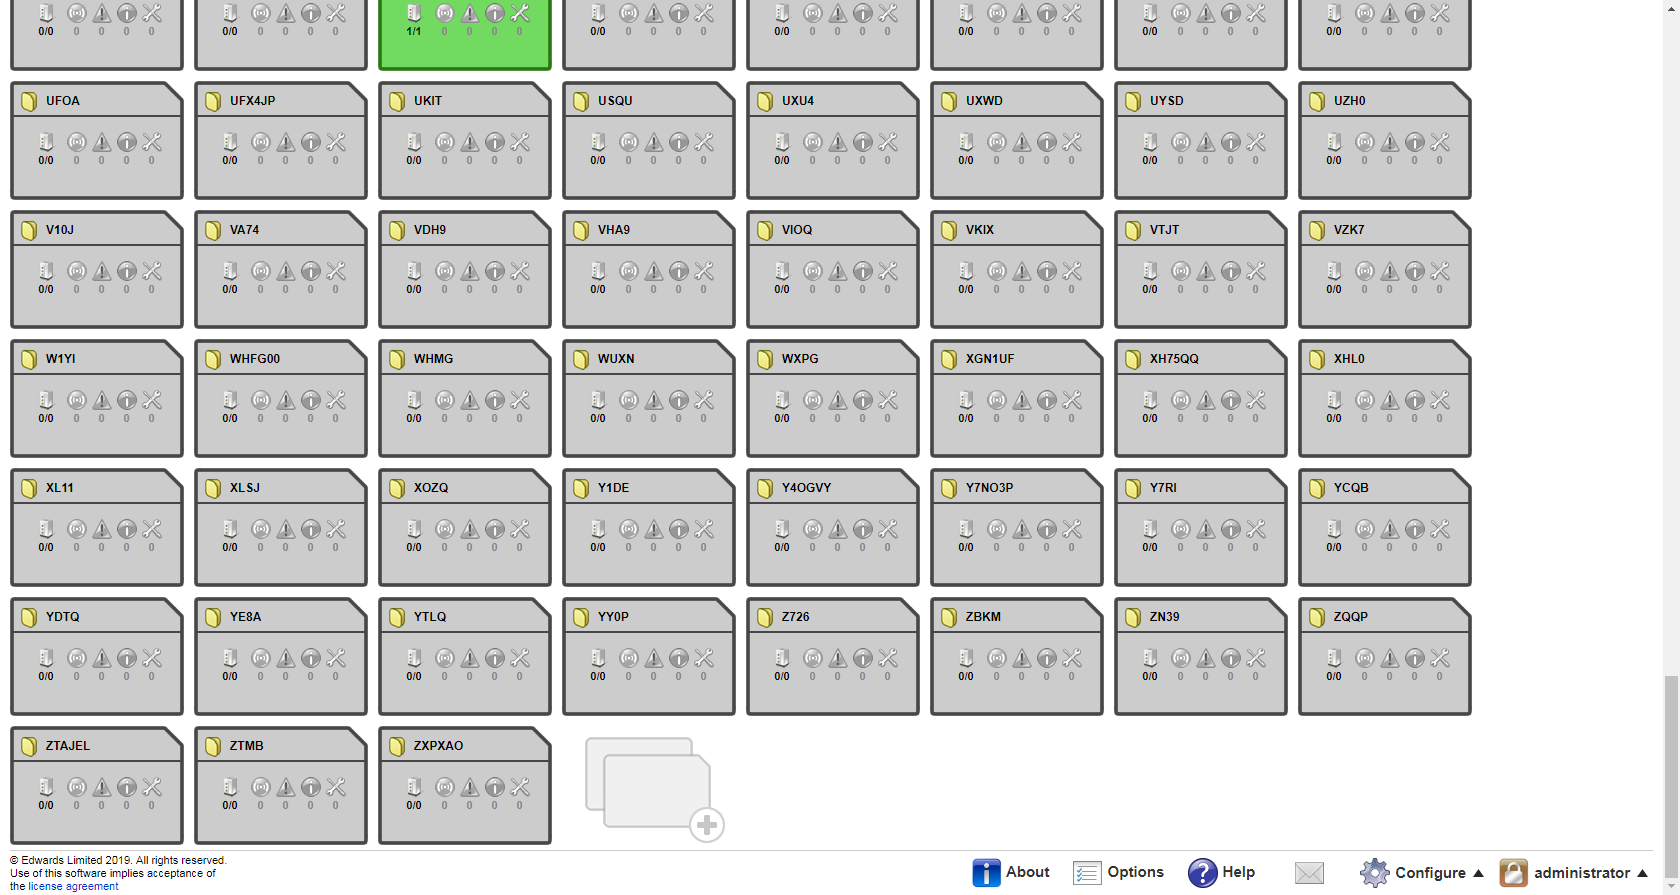 0/0 0 0 0 0 0/0 0 0 0 0 1/1 0 0 0 0 0/0 0 0 0 0 0/0 0 0 0 0 0/0 0 0 0 0 0/0 0 0 0 0 0/0 0 0 0 0
UFOA UFX4JP UKIT USQU UXU4 UXWD UYSD UZH0
0/0 0 0 0 0 0/0 0 0 0 0 0/0 0 0 0 0 0/0 0 0 0 0 0/0 0 0 0 0 0/0 0 0 0 0 0/0 0 0 0 0 0/0 0 0 0 0
V10J VA74 VDH9 VHA9 VIOQ VKIX VTJT VZK7
0/0 0 0 0 0 0/0 0 0 0 0 0/0 0 0 0 0 0/0 0 0 0 0 0/0 0 0 0 0 0/0 0 0 0 0 0/0 0 0 0 0 0/0 0 0 0 0
W1YI WHFG00 WHMG WUXN WXPG XGN1UF XH75QQ XHL0
0/0 0 0 0 0 0/0 0 0 0 0 0/0 0 0 0 0 0/0 0 0 0 0 0/0 0 0 0 0 0/0 0 0 0 0 0/0 0 0 0 0 0/0 0 0 0 0
XL11 XLSJ XOZQ Y1DE Y4OGVY Y7NO3P Y7RI YCQB
0/0 0 0 0 0 0/0 0 0 0 0 0/0 0 0 0 0 0/0 0 0 0 0 0/0 0 0 0 0 0/0 0 0 0 0 0/0 0 0 0 0 0/0 0 0 0 0
YDTQ YE8A YTLQ YY0P Z726 ZBKM ZN39 ZQQP
0/0 0 0 0 0 0/0 0 0 0 0 0/0 0 0 0 0 0/0 0 0 0 0 0/0 0 0 0 0 0/0 0 0 0 0 0/0 0 0 0 0 0/0 0 0 0 0
ZTAJEL ZTMB ZXPXAO
0/0 0 0 0 0 0/0 0 0 0 0 0/0 0 0 0 0
© Edwards Limited 2019. All rights reserved.
Use of this software implies acceptance of
the license agreement
About Options Help Configure administrator